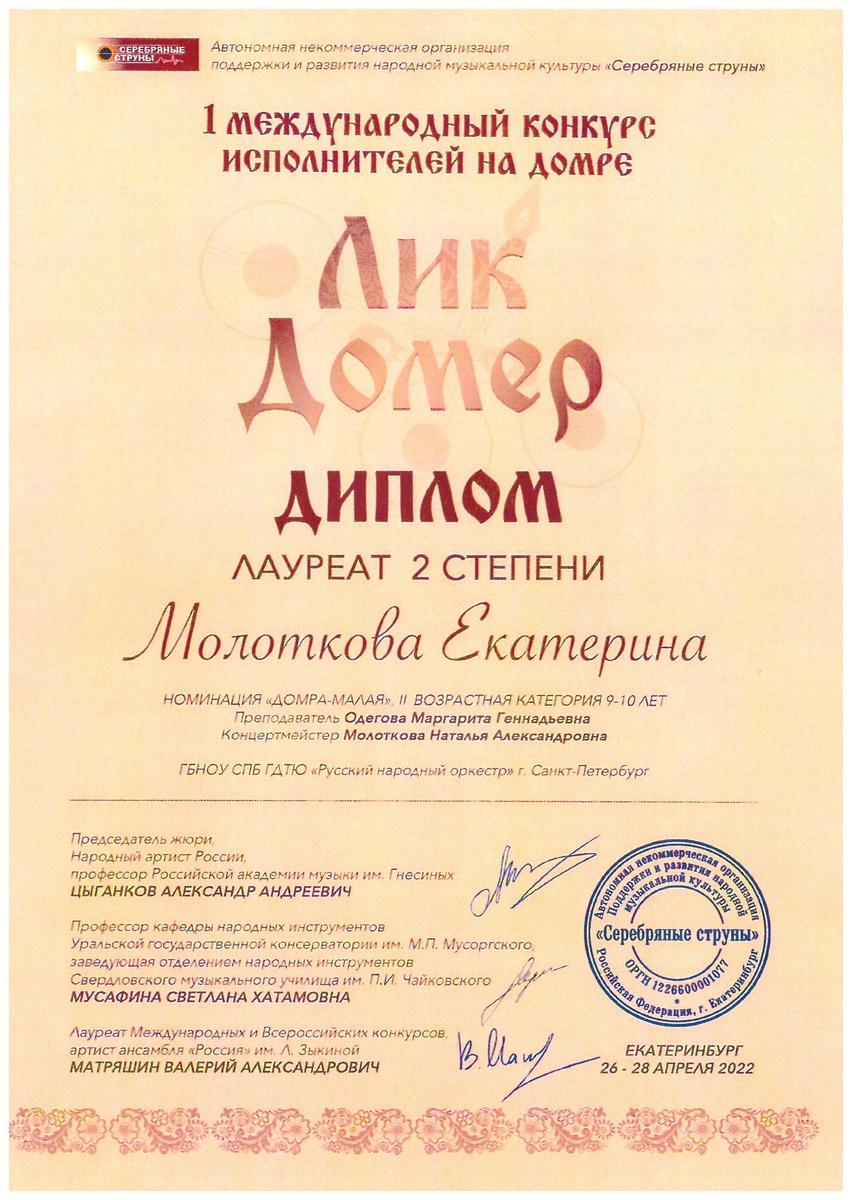 СЕРЕБРЯНЫЕ
СТРУНЫ
Автономная некоммерческая организация
поддержки и развития народной музыкальной культуры «Серебряные струны»
1 МЕЖДУНАРОДНЫЙ КОНКУРС
ИСПОЛНИТЕЛЕЙ НА ДОМРЕ
Лик
Домер
ДИПЛОМ
ЛАУРЕАТ 2 СТЕПЕНИ
Молоткова Екатерина
НОМИНАЦИЯ «ДОМРА-МАЛАЯ», II ВОЗРАСТНАЯ КАТЕГОРИЯ 9-10 ЛЕТ
Преподаватель Одегова Маргарита Геннадьевна
Концертмейстер Молоткова Наталья Александровна
ГБНОУ СПБ ГДТЮ «Русский народный оркестр» г. Санкт-Петербург
Председатель жюри,
Народный артист России,
профессор Российской академии музыки им. Гнесиных
ЦЫГАНКОВ АЛЕКСАНДР АНДРЕЕВИЧ
Профессор кафедры народных инструментов
Уральской государственной консерватории им. М.П. Мусоргского,
заведующая отделением народных инструментов
Свердловского музыкального училища им. П.И. Чайковского
МУСАФИНА СВЕТЛАНА ХАТАМОВНА
Лауреат Международных и Всероссийских конкурсов,
артист ансамбля «Россия» им. Л. Зыкиной
МАТРЯШИН ВАЛЕРИЙ АЛЕКСАНДРОВИЧ
Автономная некоммерческая организация
Поддержки и развития народной
музыкальной культуры
«Серебряные струны»
ОРГН 1226600001077
Российская Федерация, г. Екатеринбург
*
ЕКАТЕРИНБУРГ
26 - 28 АПРЕЛЯ 2022